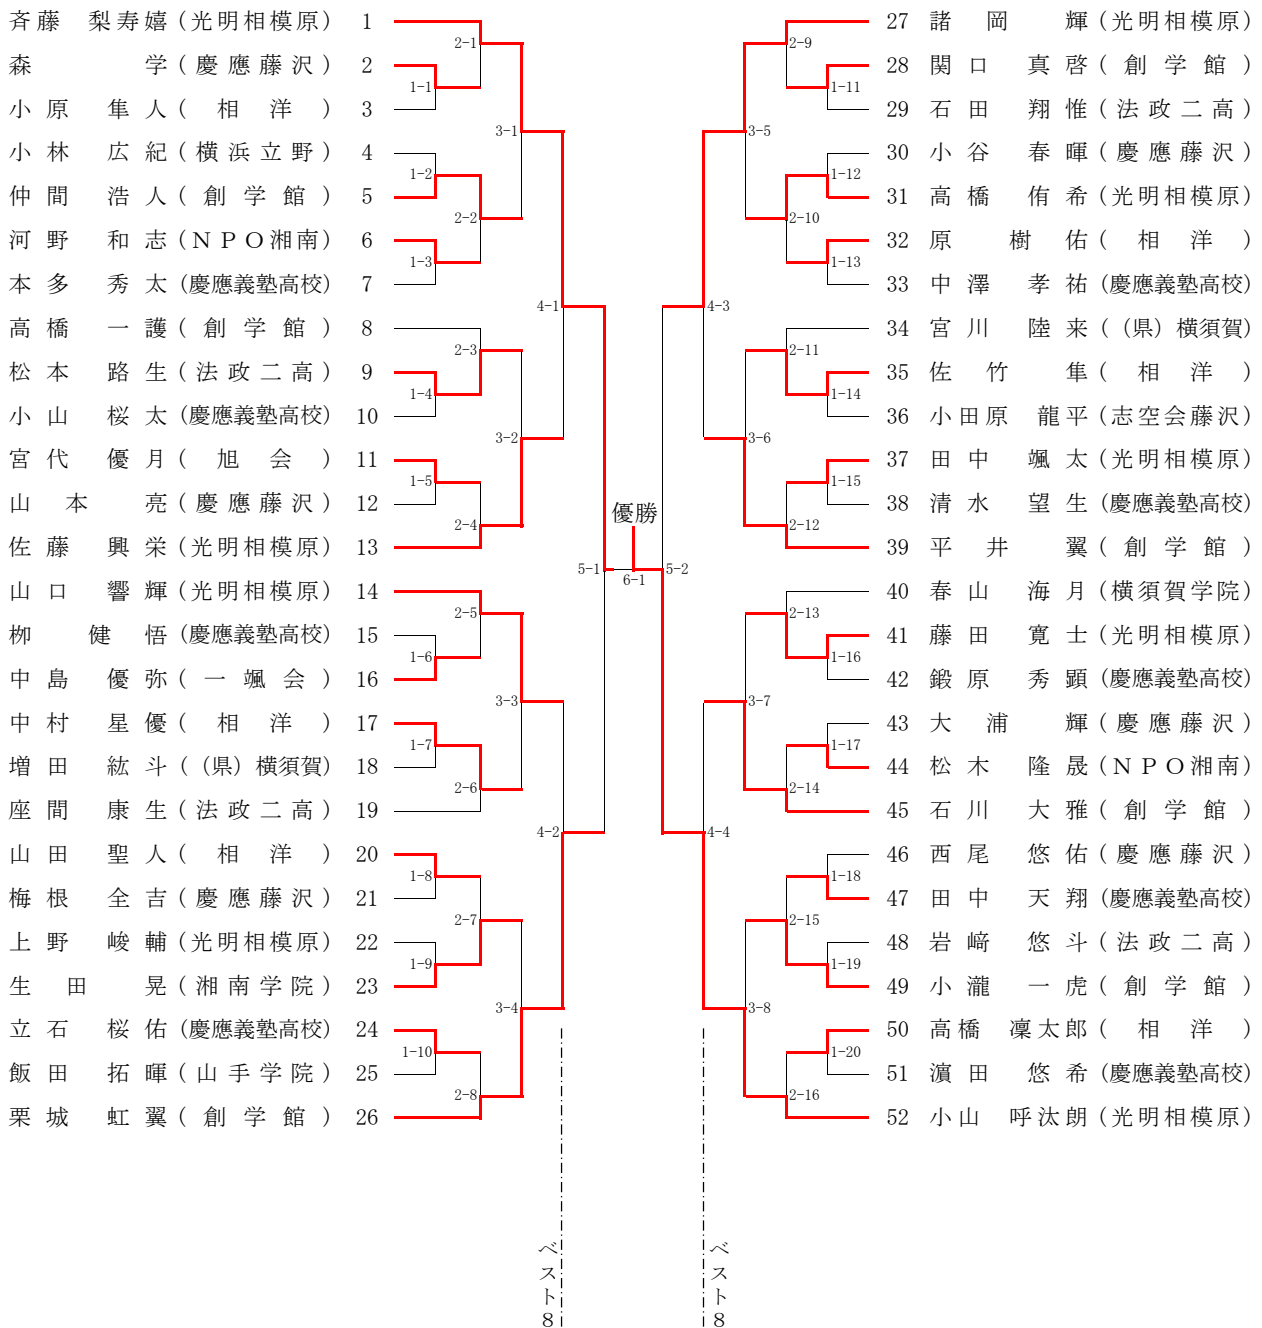 斉藤 梨寿嬉 (光明相模原) 1
森 学 (慶應藤沢) 2
小原 隼人 (相洋) 3
小林 広紀 (横浜立野) 4
仲間 浩人 (創学館) 5
河野 和志 (ＮＰＯ湘南) 6
本多 秀太 (慶應義塾高校) 7
高橋 一護 (創学館) 8
松本 路生 (法政二高) 9
小山 桜太 (慶應義塾高校) 10
宮代 優月 (旭会) 11
山本 亮 (慶應藤沢) 12
佐藤 興栄 (光明相模原) 13
山口 響輝 (光明相模原) 14
栁 健悟 (慶應義塾高校) 15
中島 優弥 (一颯会) 16
中村 星優 (相洋) 17
増田 紘斗 ((県)横須賀) 18
座間 康生 (法政二高) 19
山田 聖人 (相洋) 20
梅根 全吉 (慶應藤沢) 21
上野 峻輔 (光明相模原) 22
生田 晃 (湘南学院) 23
立石 桜佑 (慶應義塾高校) 24
飯田 拓暉 (山手学院) 25
栗城 虹翼 (創学館) 26
1-1
1-2
1-3
1-4
1-5
1-6
1-7
1-8
1-9
1-10
2-1
2-2
2-3
2-4
2-5
2-6
2-7
2-8
3-1
3-2
3-3
3-4
4-1
4-2
5-1
優勝
6-1
5-2
4-3
4-4
3-5
3-6
3-7
3-8
2-9
2-10
2-11
2-12
2-13
2-14
2-15
2-16
1-11
1-12
1-13
1-14
1-15
1-16
1-17
1-18
1-19
1-20
27 諸岡 輝 (光明相模原)
28 関口 真啓 (創学館)
29 石田 翔惟 (法政二高)
30 小谷 春暉 (慶應藤沢)
31 高橋 侑希 (光明相模原)
32 原 樹佑 (相洋)
33 中澤 孝祐 (慶應義塾高校)
34 宮川 陸来 ((県)横須賀)
35 佐竹 隼 (相洋)
36 小田原 龍平 (志空会藤沢)
37 田中 颯太 (光明相模原)
38 清水 望生 (慶應義塾高校)
39 平井 翼 (創学館)
40 春山 海月 (横須賀学院)
41 藤田 寛士 (光明相模原)
42 鍛原 秀顕 (慶應義塾高校)
43 大浦 輝 (慶應藤沢)
44 松木 隆晟 (ＮＰＯ湘南)
45 石川 大雅 (創学館)
46 西尾 悠佑 (慶應藤沢)
47 田中 天翔 (慶應義塾高校)
48 岩﨑 悠斗 (法政二高)
49 小瀧 一虎 (創学館)
50 高橋 凜太郎 (相洋)
51 濵田 悠希 (慶應義塾高校)
52 小山 呼汰朗 (光明相模原)
ベスト8
ベスト8